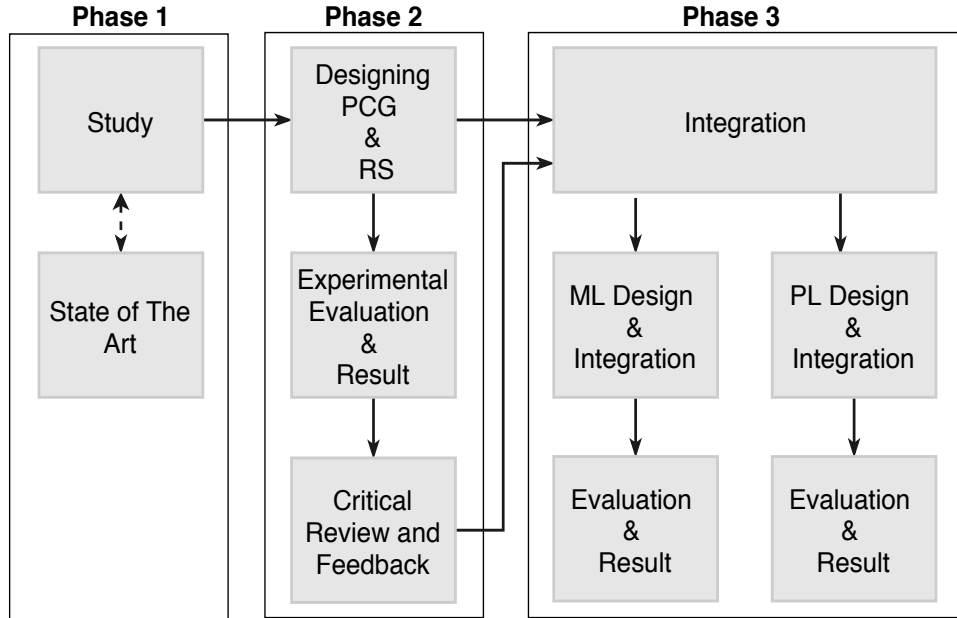 Phase 1
Phase 2
Phase 3
Study
State of The
Art
Designing
PCG
&
RS
Experimental
Evaluation
&
Result
Critical
Review and
Feedback
Integration
ML Design
&
Integration
PL Design
&
Integration
Evaluation
&
Result
Evaluation
&
Result